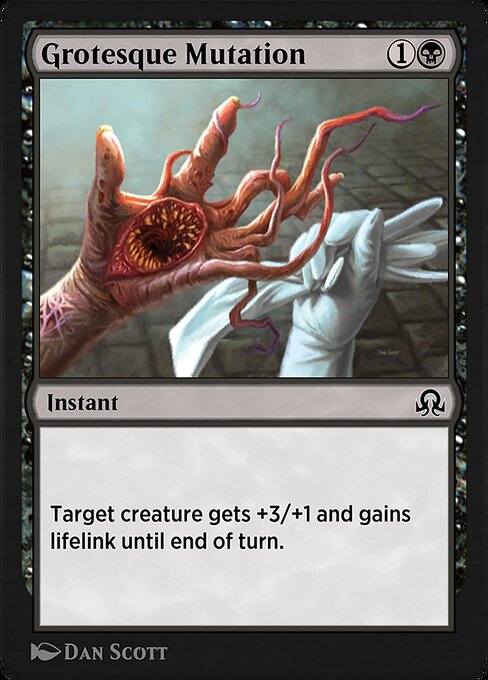 Grotesque Mutation 1
Instant
Target creature gets +3/+1 and gains
lifelink until end of turn.
Dan Scott